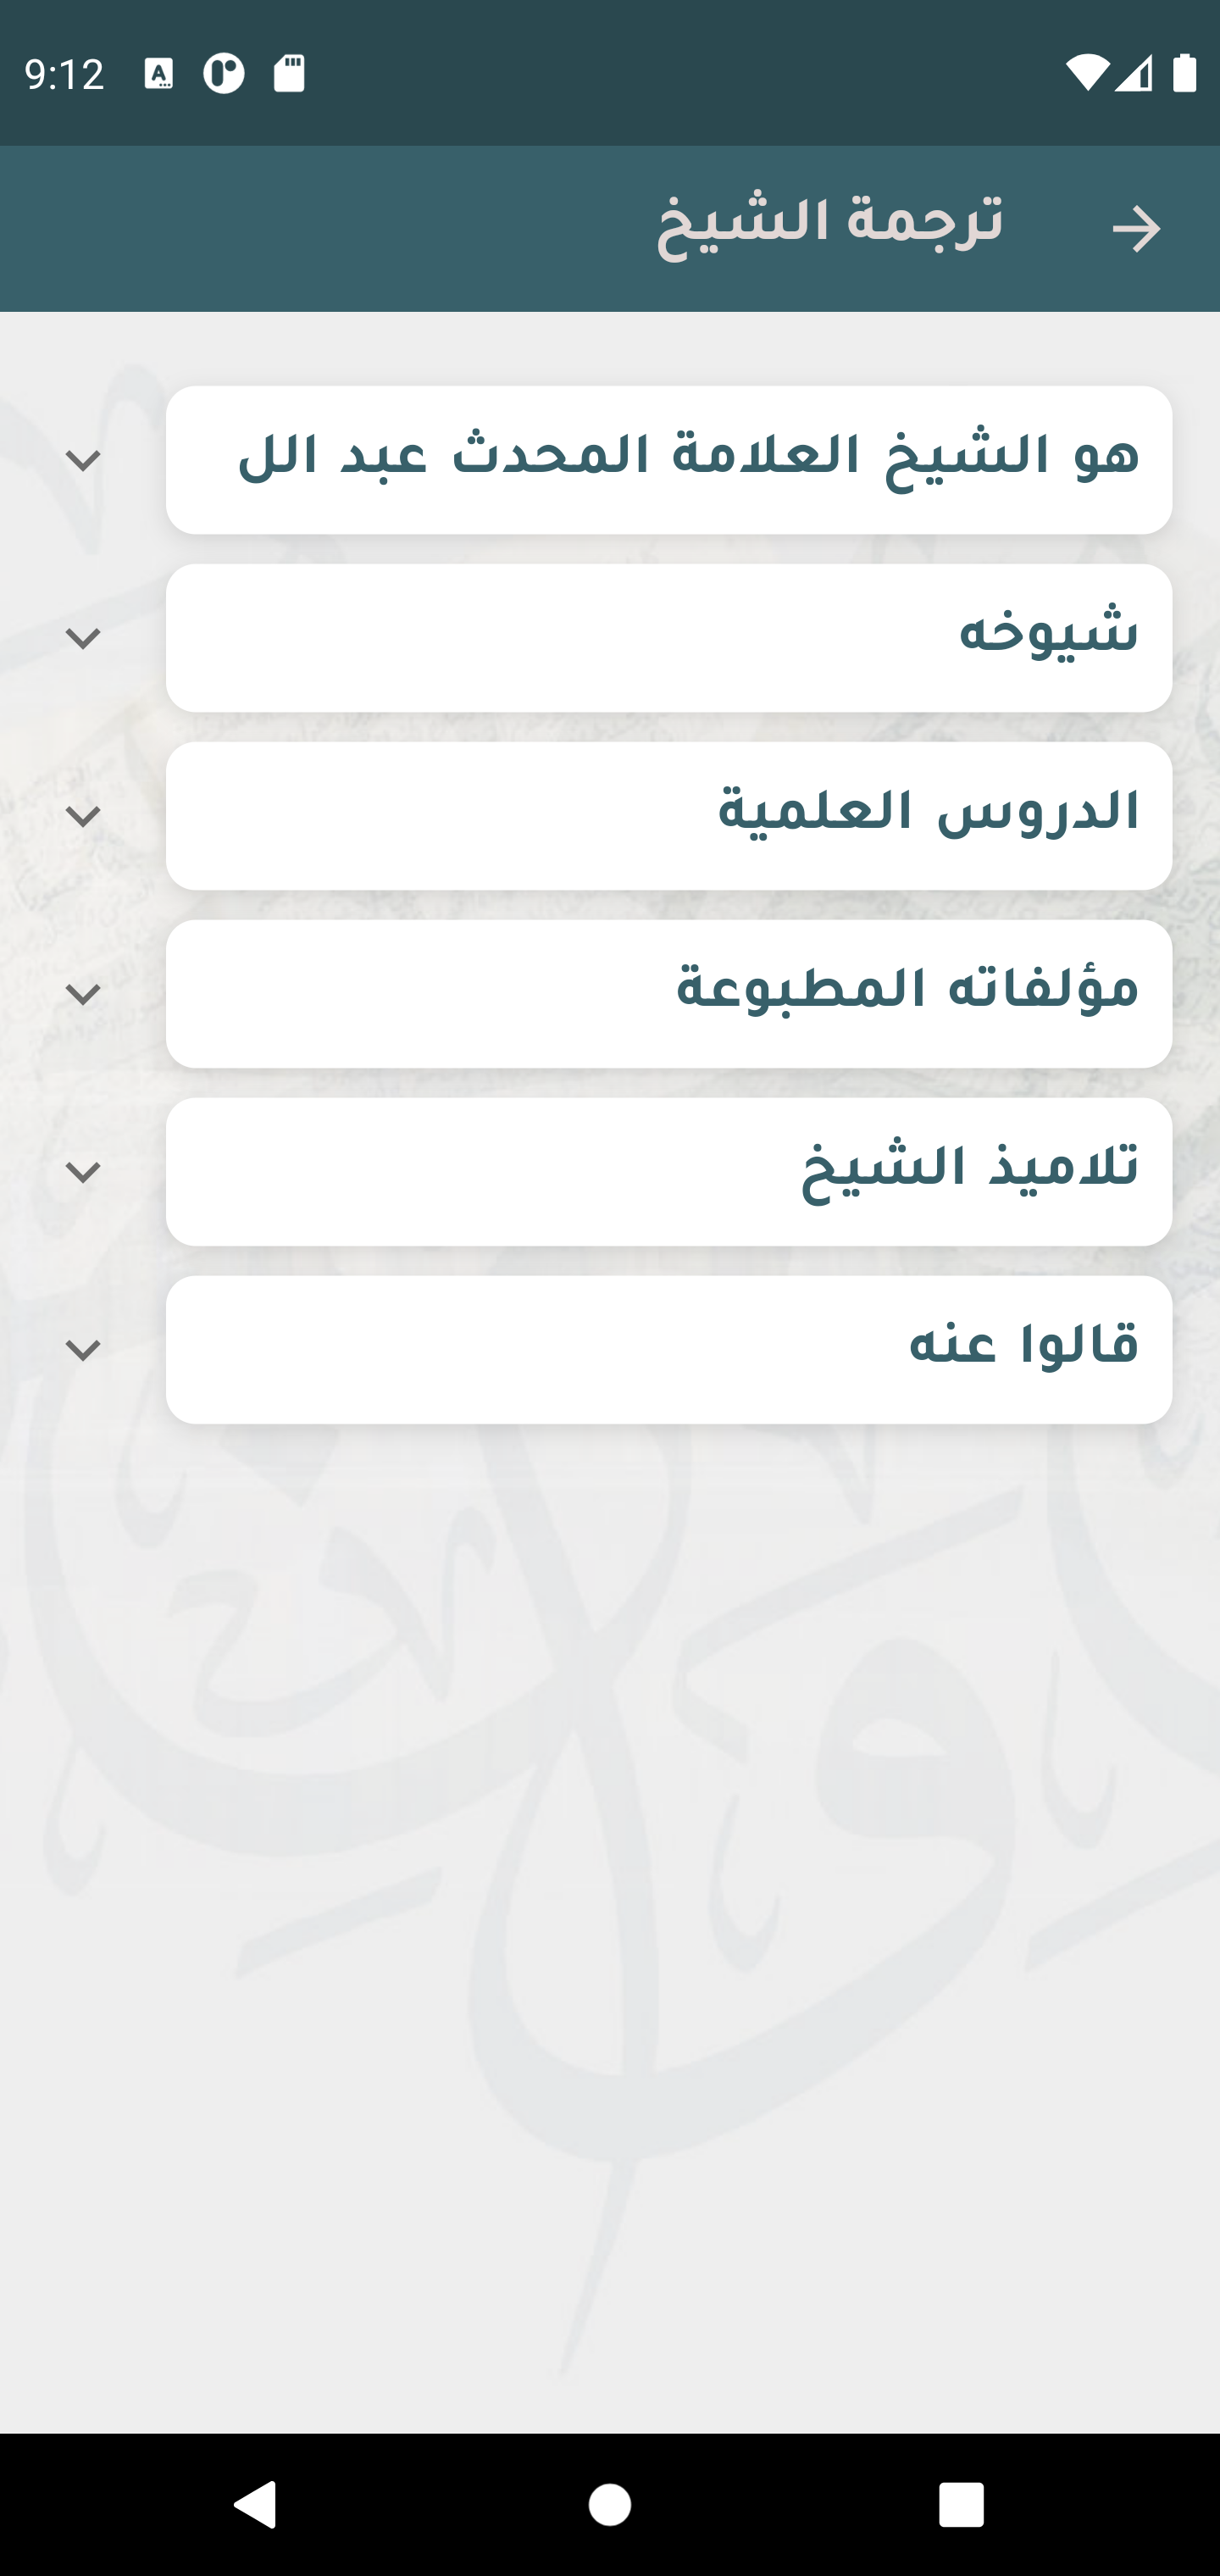 9:12
ترجمة الشيخ
هو الشيخ العلامة المحدث عبد الل
شيوخه
الدروس العلمية
مؤلفاته المطبوعة
تلاميذ الشيخ
قالوا عنه